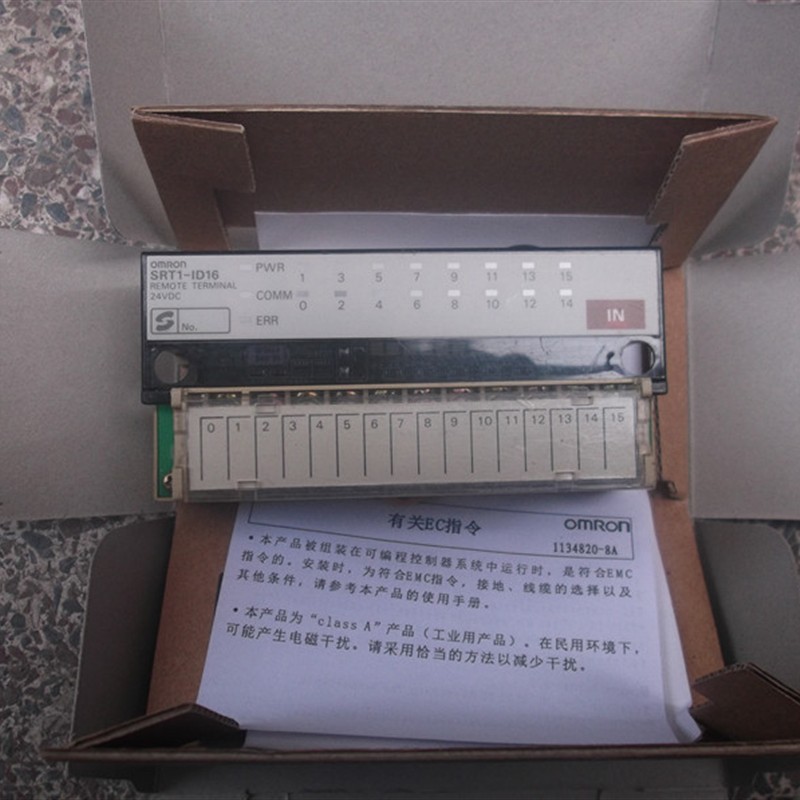 OMRON
SRT1-ID16
REMOTE TERMINAL
24VDC
S No.
PWR
COMM
ERR
1 3 5 7 9 11 13 15
0 2 4 6 8 10 12 14
IN
0 1 2 3 4 5 6 7 8 9 10 11 12 13 14 15
有关EC指令
OMRON
1134820-8A
·本产品被组装在可编程控制器系统中运行时，是符合EMC
指令的。安装时，为符合EMC指令，接地、线缆的选择以及
其他条件，请参考本产品的使用手册。
·本产品为“class A”产品（工业用产品）。在民用环境下，
可能产生电磁干扰。请采用恰当的方法以减少干扰。